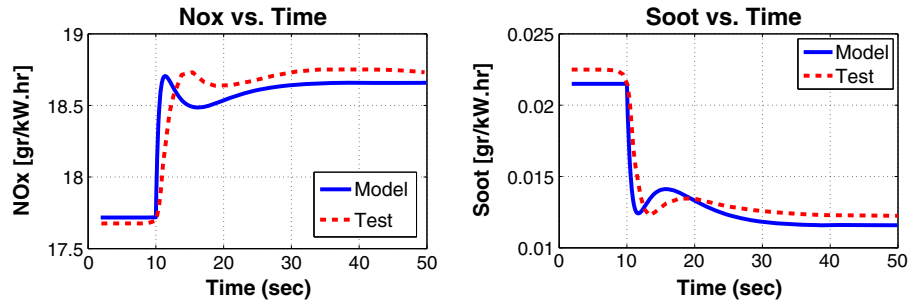 Nox vs. Time
19
18.5
18
17.5
NOx [gr/kW.hr]
0 10 20 30 40 50
Time (sec)
Model
Test
Soot vs. Time
0.025
0.02
0.015
0.01
Soot [gr/kW.hr]
0 10 20 30 40 50
Time (sec)
Model
Test